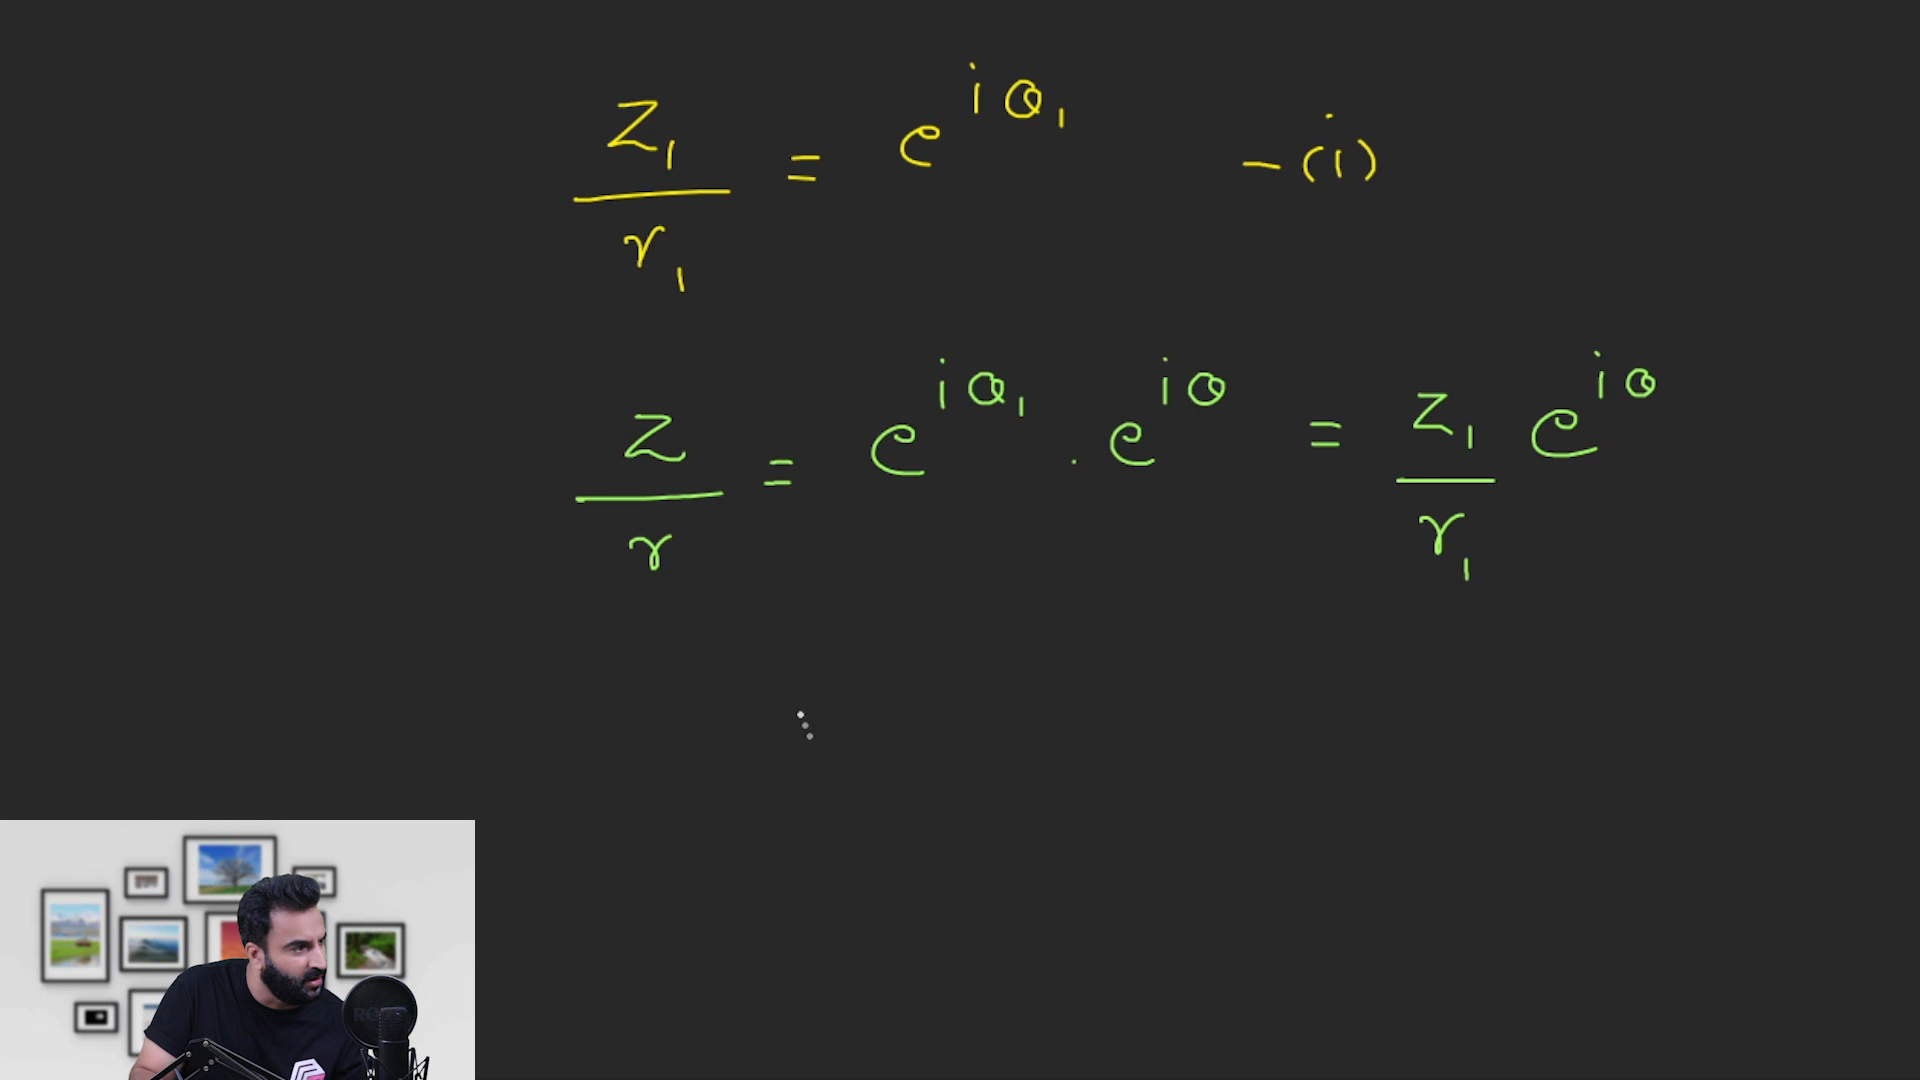 z₁/r₁ = e^{iθ₁} – (i)
z/r = e^{iθ₁} · e^{iθ} = z₁/r₁ e^{iθ}